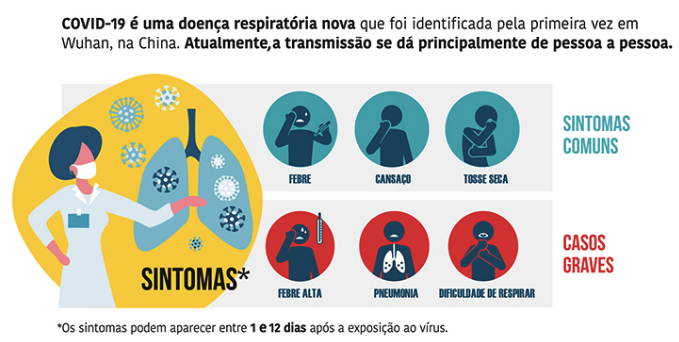 COVID-19 é uma doença respiratória nova que foi identificada pela primeira vez em
Wuhan, na China. Atualmente, a transmissão se dá principalmente de pessoa a pessoa.
FEBRE
CANSAÇO
TOSSE SECA
SINTOMAS
COMUNS
SINTOMAS*
FEBRE ALTA
PNEUMONIA
DIFICULDADE DE RESPIRAR
CASOS
GRAVES
*Os sintomas podem aparecer entre 1 e 12 dias após a exposição ao vírus.